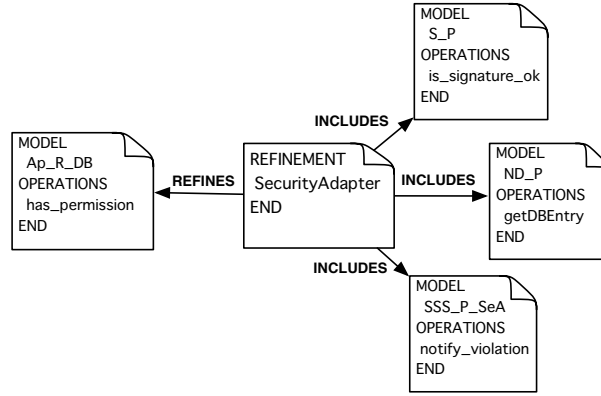 MODEL
S_P
OPERATIONS
is_signature_ok
END
INCLUDES
MODEL
Ap_R_DB
OPERATIONS
has_permission
END
REFINES
REFINEMENT
SecurityAdapter
END
INCLUDES
MODEL
ND_P
OPERATIONS
getDBEntry
END
INCLUDES
MODEL
SSS_P_SeA
OPERATIONS
notify_violation
END